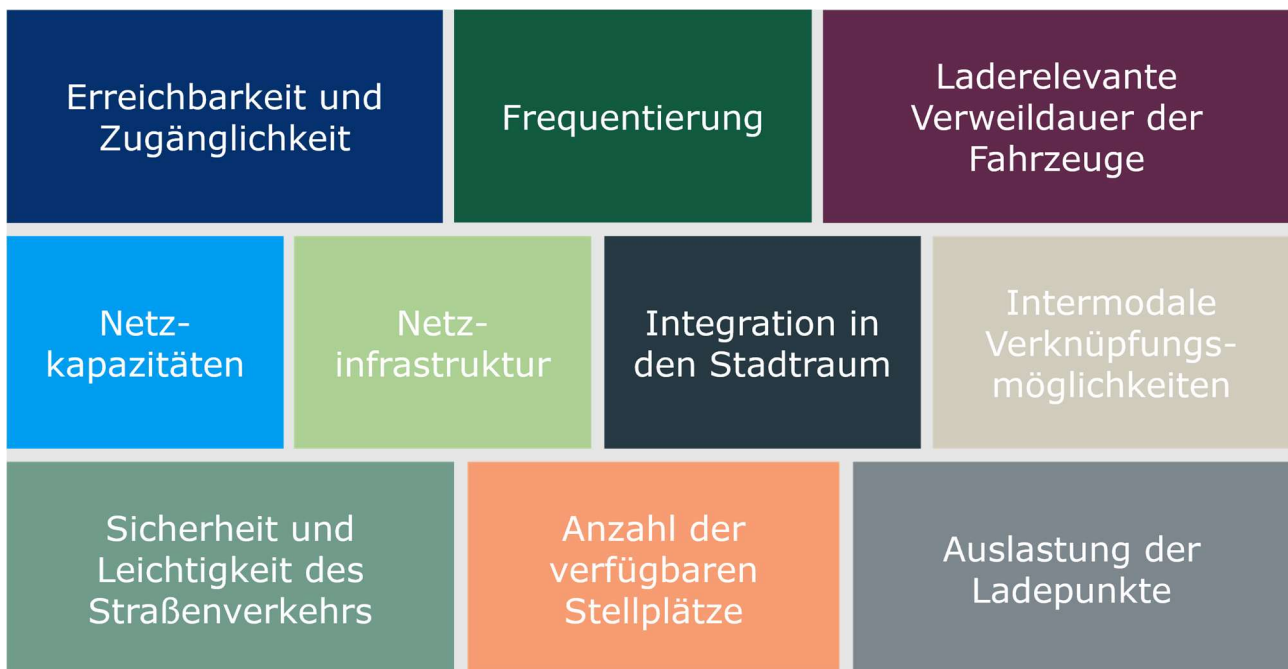 Erreichbarkeit und
Zugänglichkeit
Frequentierung
Laderelevante
Verweildauer der
Fahrzeuge
Netz-
kapazitäten
Netz-
infrastruktur
Integration in
den Stadtraum
Intermodale
Verknüpfungs-
möglichkeiten
Sicherheit und
Leichtigkeit des
Straßenverkehrs
Anzahl der
verfügbaren
Stellplätze
Auslastung der
Ladepunkte